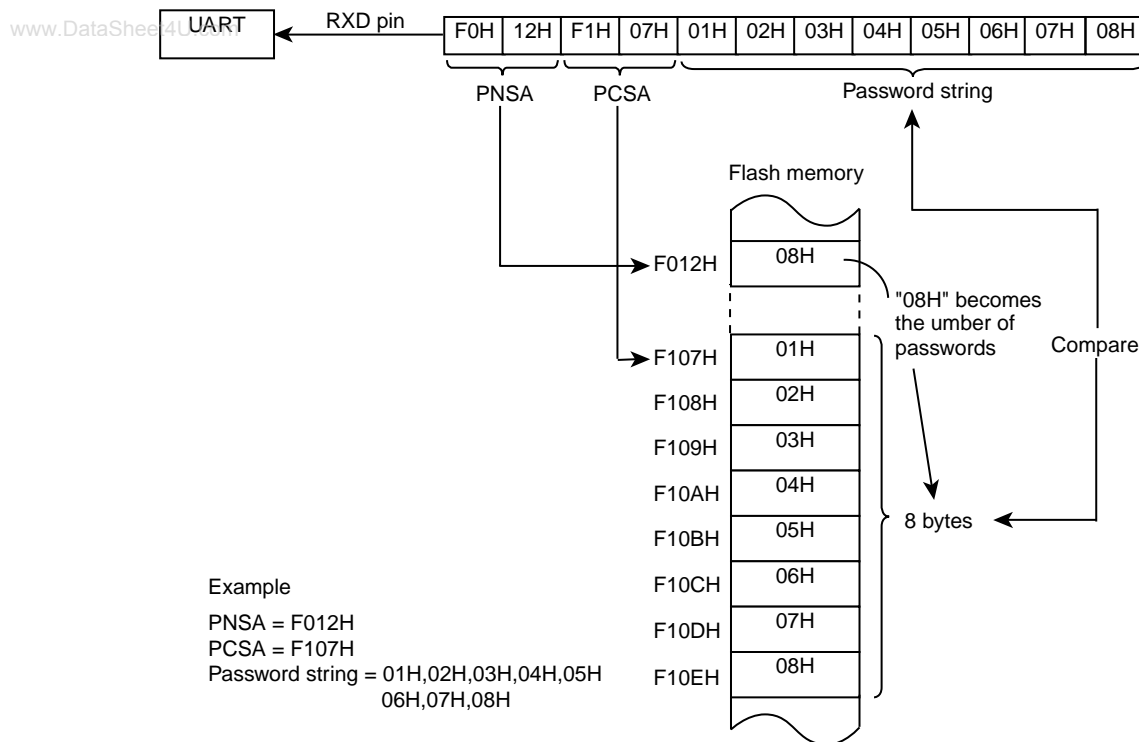 www.DataSheet4U.com
UART
RXD pin
F0H 12H F1H 07H 01H 02H 03H 04H 05H 06H 07H 08H
PNSA
PCSA
Password string
Flash memory
F012H 08H
"08H" becomes
the umber of
passwords
Compare
F107H 01H
F108H 02H
F109H 03H
F10AH 04H
F10BH 05H
8 bytes
F10CH 06H
F10DH 07H
F10EH 08H
Example
PNSA = F012H
PCSA = F107H
Password string = 01H,02H,03H,04H,05H
06H,07H,08H